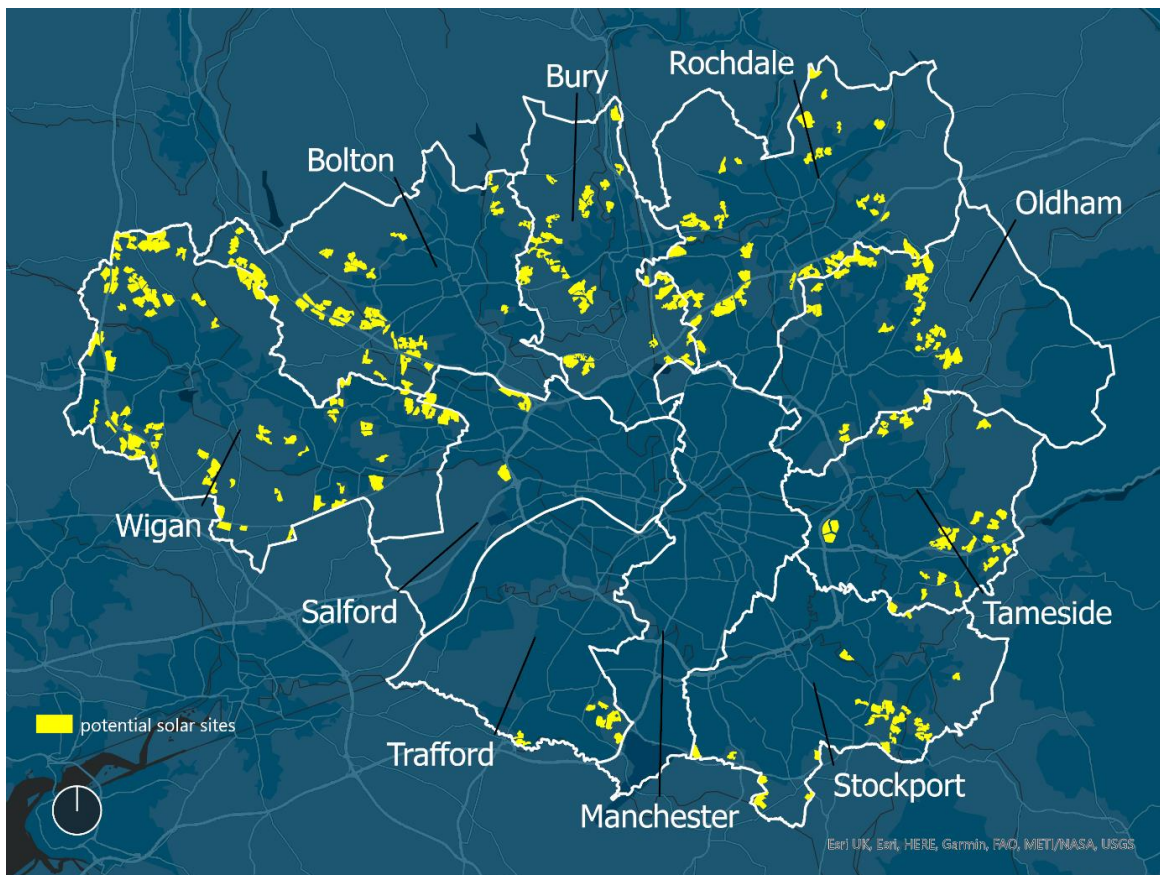 Rochdale
Bury
Bolton
Oldham
Wigan
Salford
Tameside
potential solar sites
Trafford
Stockport
Manchester
Esri UK, Esri, HERE, Garmin, FAO, METI/NASA, USGS